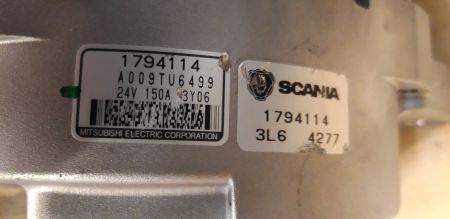 1794114
A009TU6499
24V 150A 3Y06
MITSUBISHI ELECTRIC CORPORATION
SCANIA
1794114
3L6 4277